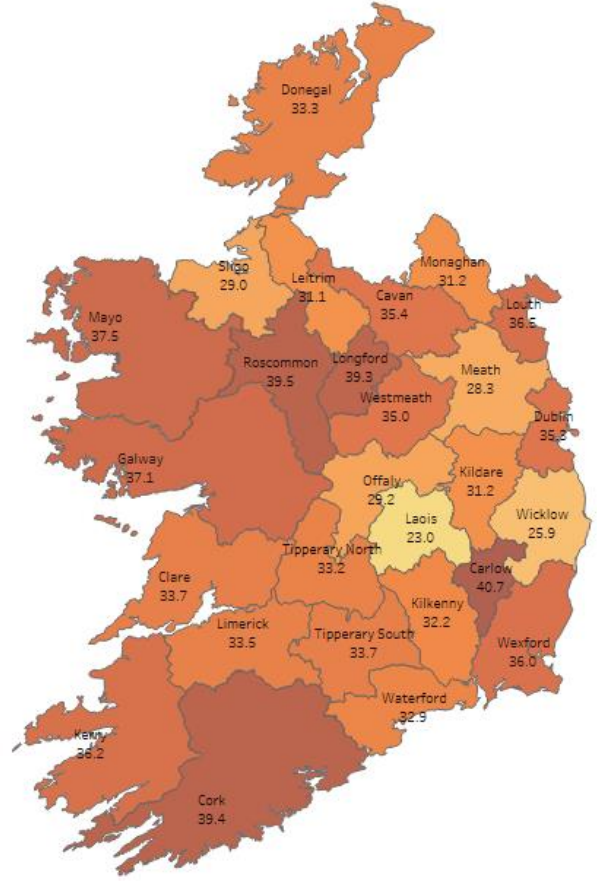 Donegal
33.3
Sligo
29.0
Leitrim
31.1
Monaghan
31.2
Cavan
35.4
Louth
36.5
Mayo
37.5
Roscommon
39.5
Longford
39.3
Meath
28.3
Westmeath
35.0
Dublin
35.3
Galway
37.1
Offaly
29.2
Kildare
31.2
Laois
23.0
Wicklow
25.9
Tipperary North
33.2
Carlow
40.7
Clare
33.7
Kilkenny
32.2
Limerick
33.5
Tipperary South
33.7
Wexford
36.0
Waterford
32.9
Kerry
36.2
Cork
39.4